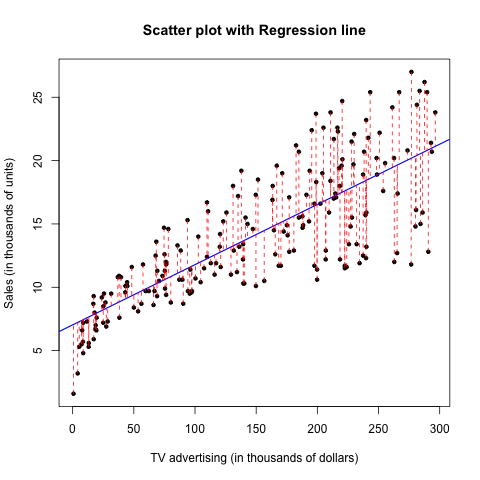 Scatter plot with Regression line
Sales (in thousands of units)
25
20
15
10
5
0 50 100 150 200 250 300
TV advertising (in thousands of dollars)